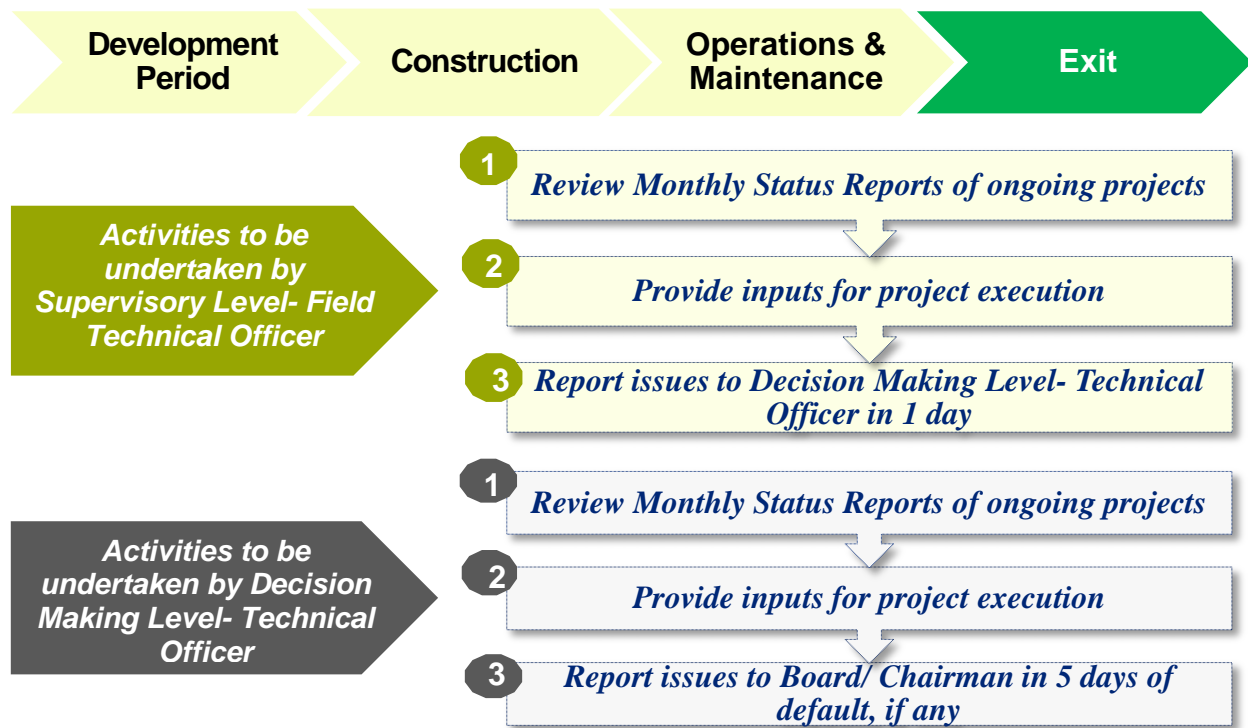 Development
Period
Construction
Operations &
Maintenance
Exit
Activities to be
undertaken by
Supervisory Level- Field
Technical Officer
1
Review Monthly Status Reports of ongoing projects
2
Provide inputs for project execution
3
Report issues to Decision Making Level- Technical
Officer in 1 day
Activities to be
undertaken by Decision
Making Level- Technical
Officer
1
Review Monthly Status Reports of ongoing projects
2
Provide inputs for project execution
3
Report issues to Board/ Chairman in 5 days of
default, if any